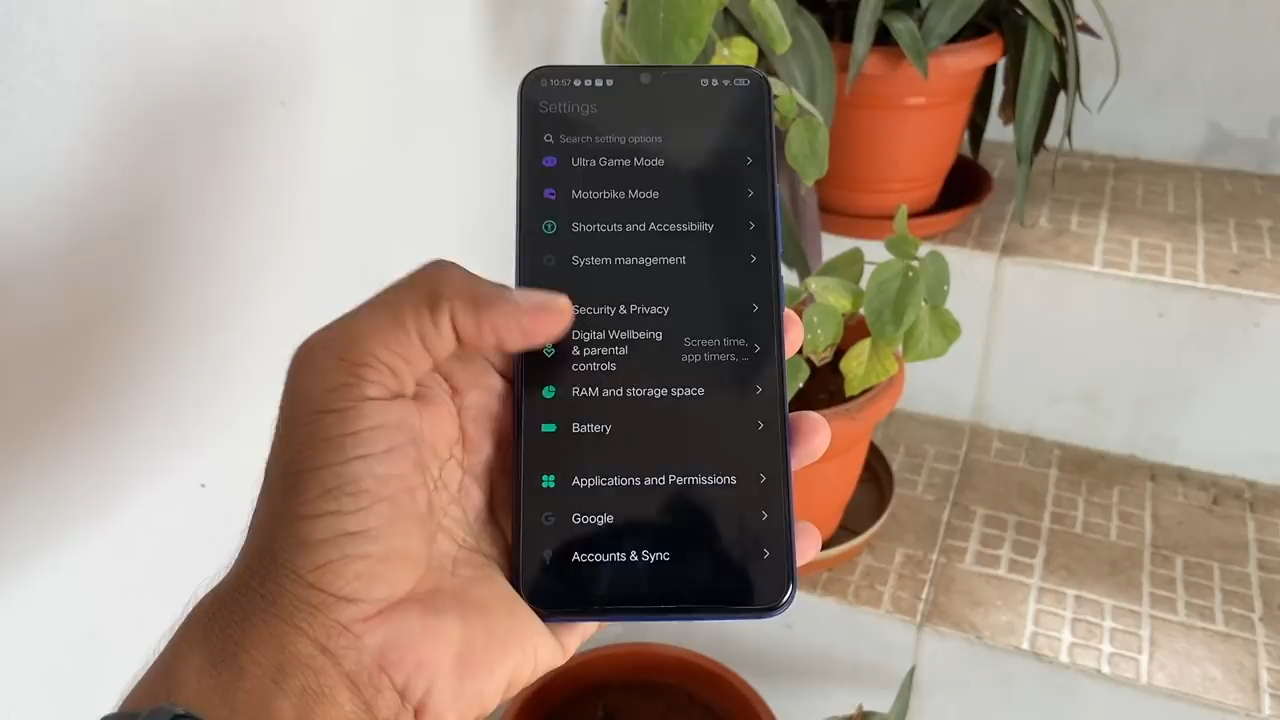 10:57
Settings
Search setting options
Ultra Game Mode
Motorbike Mode
Shortcuts and Accessibility
System management
Security & Privacy
Digital Wellbeing
& parental
controls
Screen time,
app timers, ...
RAM and storage space
Battery
Applications and Permissions
Google
Accounts & Sync